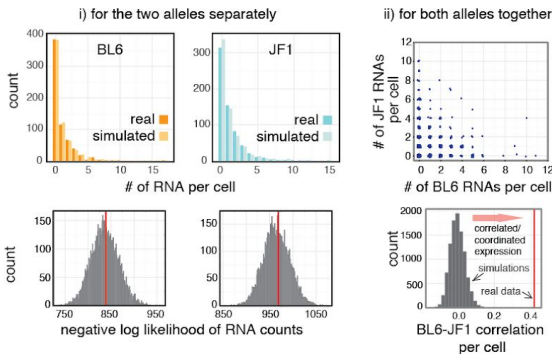 i) for the two alleles separately
ii) for both alleles together
BL6
real
simulated
count
400
300
200
100
0
0
5
10
15
# of RNA per cell
JF1
real
simulated
300
200
100
0
0
5
10
15
# of JF1 RNAs
per cell
12
10
8
6
4
2
0
0 2 4 6 8 10 12
# of BL6 RNAs per cell
count
150
100
50
0
750 850 950
150
100
50
0
850 950 1050
negative log likelihood of RNA counts
count
2000
1500
1000
500
0
correlated/
coordinated
expression
simulations
real data
0.0 0.2 0.4
BL6-JF1 correlation
per cell